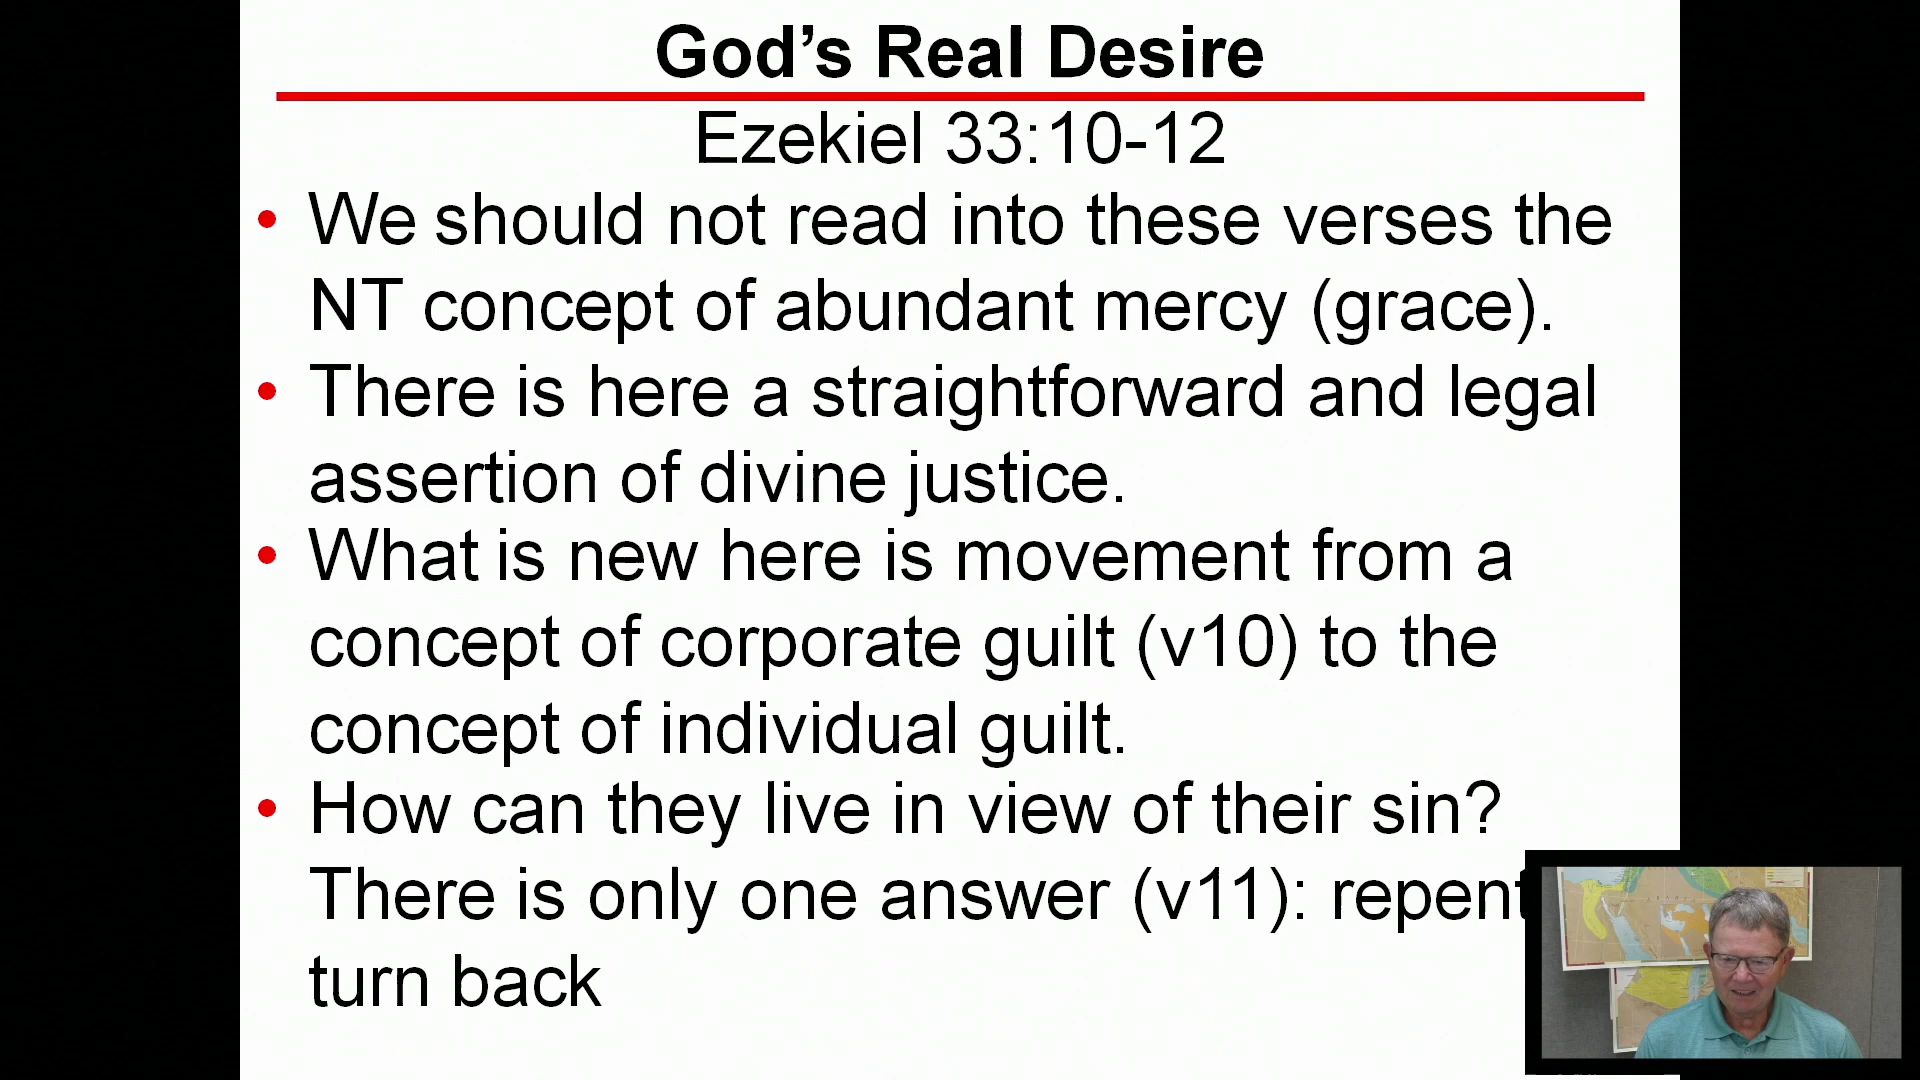 God’s Real Desire
Ezekiel 33:10-12
• We should not read into these verses the
NT concept of abundant mercy (grace).
• There is here a straightforward and legal
assertion of divine justice.
• What is new here is movement from a
concept of corporate guilt (v10) to the
concept of individual guilt.
• How can they live in view of their sin?
There is only one answer (v11): repent
turn back